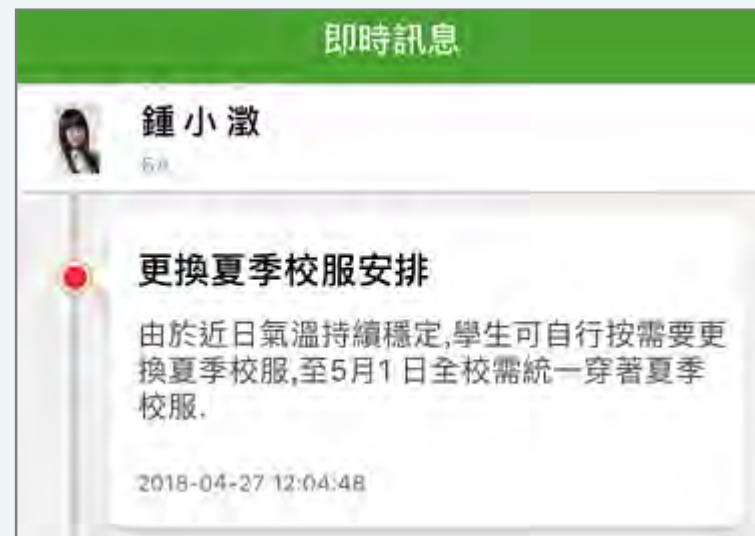 即時訊息
鍾小澂
更換夏季校服安排
由於近日氣溫持續穩定,學生可自行按需要更
換夏季校服,至5月1日全校需統一穿著夏季
校服.
2018-04-27 12:04:48